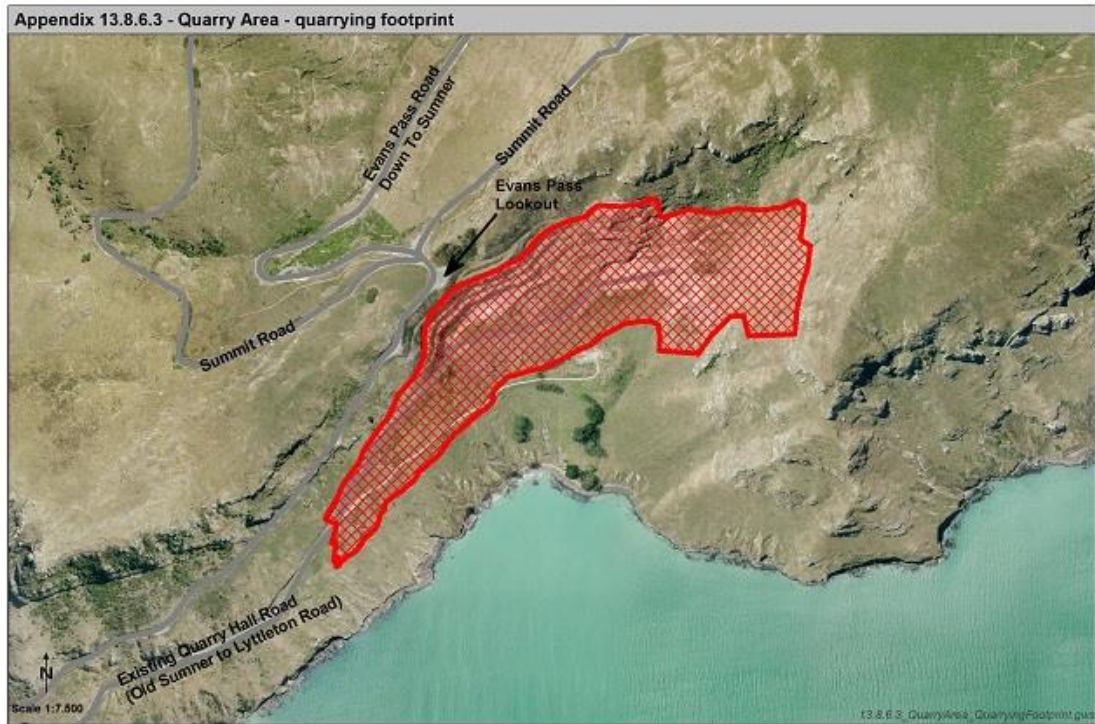 Appendix 13.8.6.3 - Quarry Area - quarrying footprint
Evans Pass Road
Down To Sumner
Summit Road
Evans Pass
Lookout
Summit Road
Existing Quarry Hall Road
(Old Sumner to Lyttleton Road)
N
Scale 1:7,500
13.8.6.3_QuarryArea_QuarryingFootprint.gws